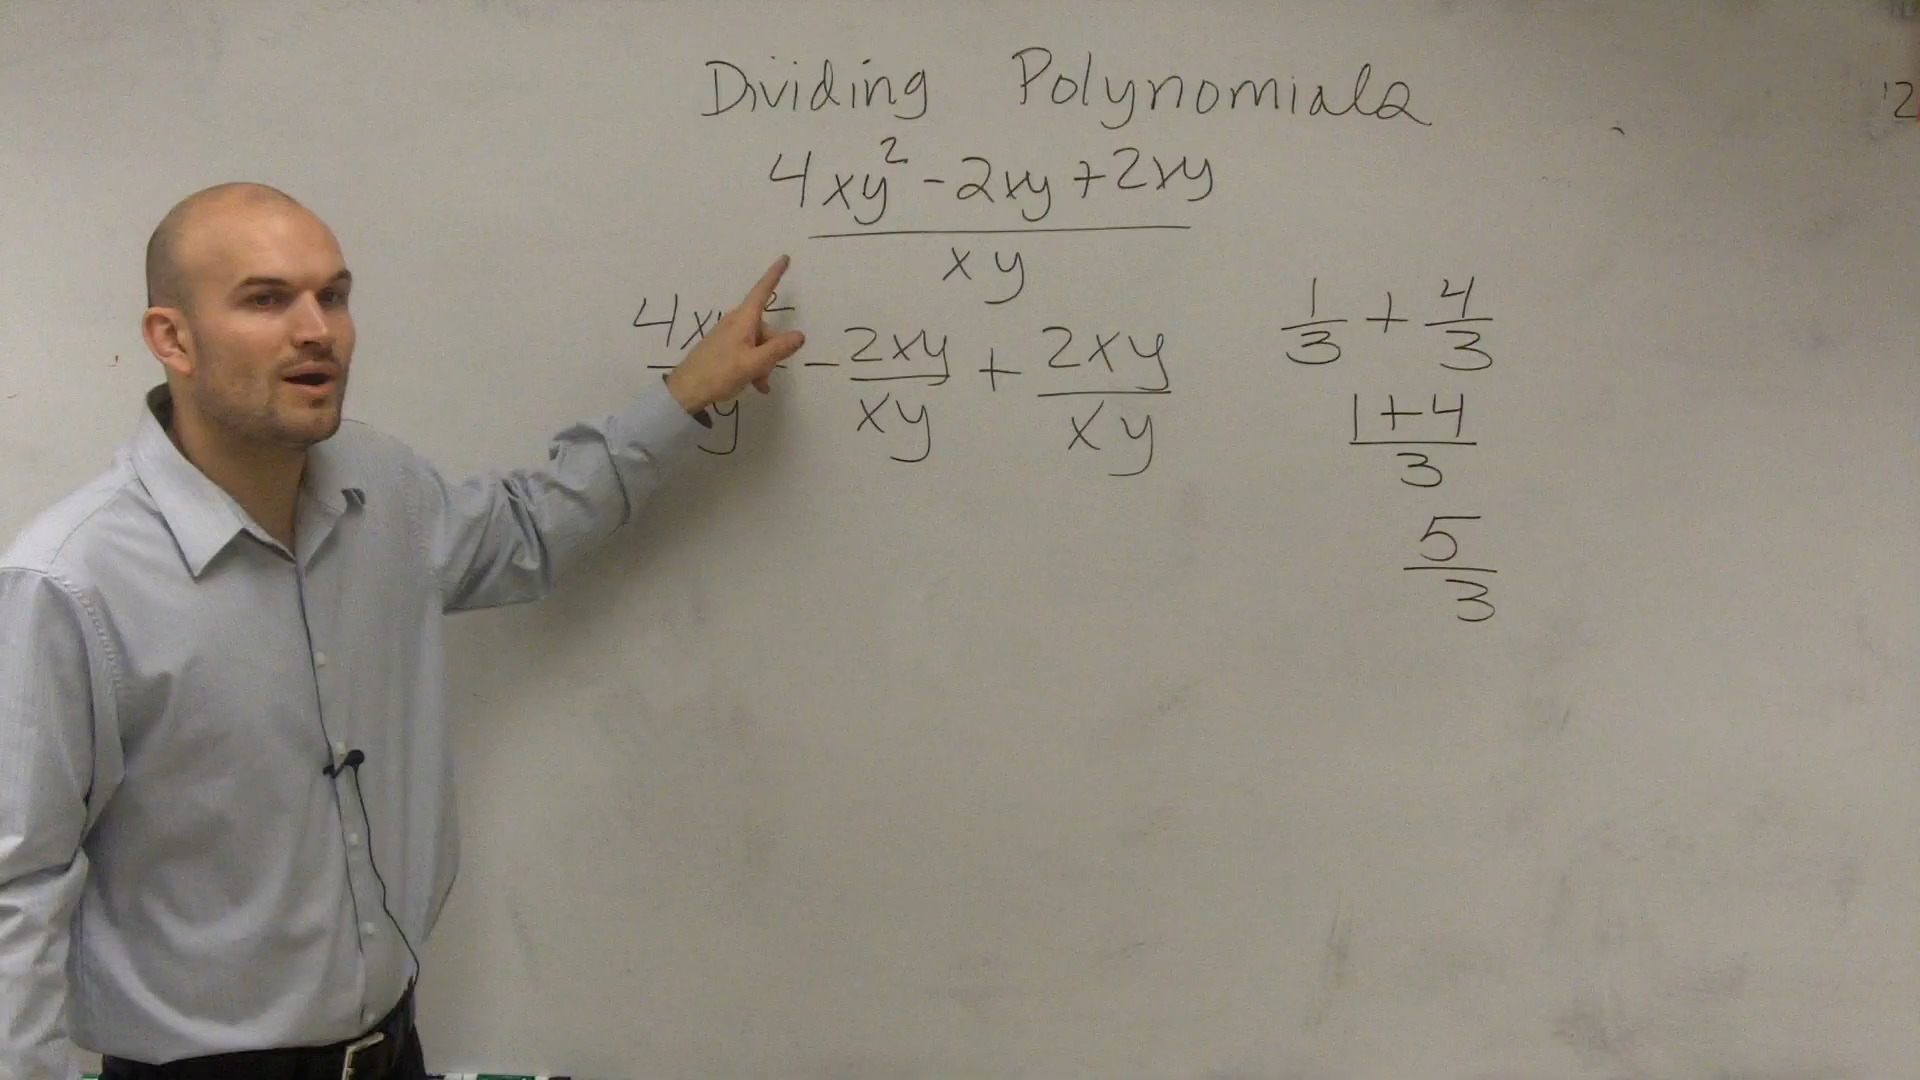 Dividing Polynomials
4xy² - 2xy + 2xy
xy
- 2xy/xy + 2xy/xy
1/3 + 4/3
1+4/3
5/3
12